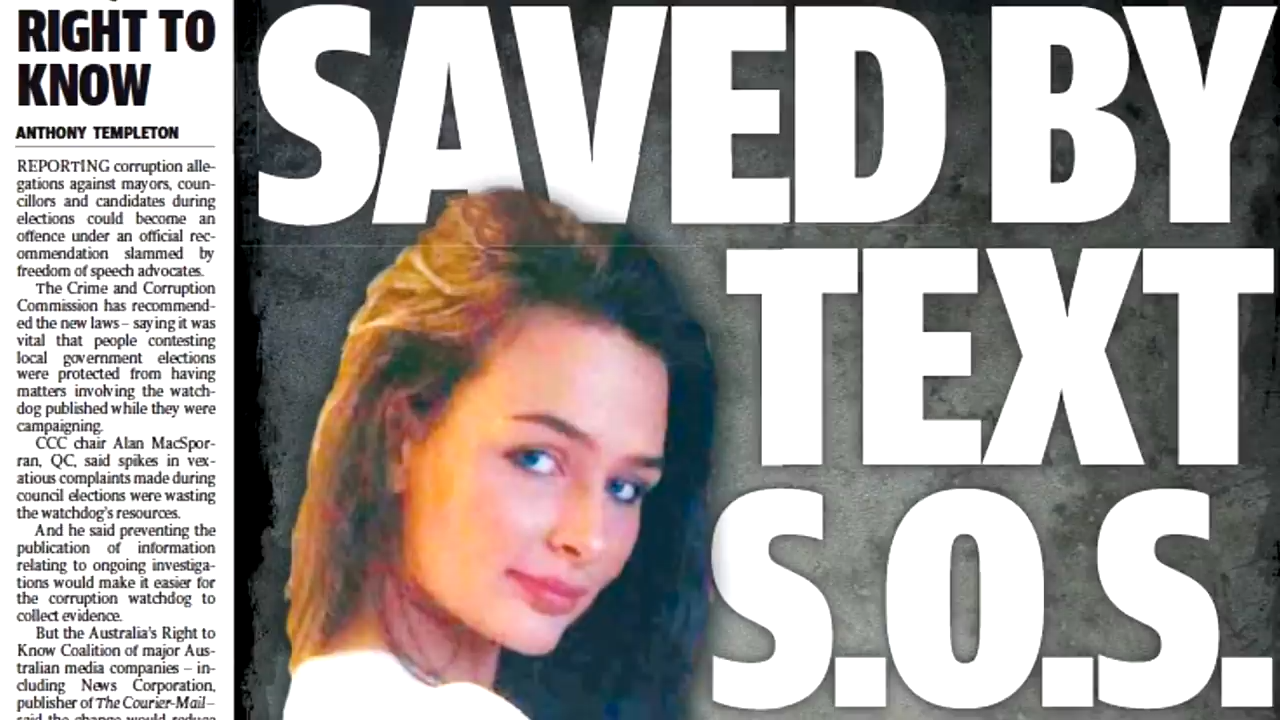 RIGHT TO
KNOW
ANTHONY TEMPLETON
REPORTING corruption alle-
gations against mayors, coun-
cillors and candidates during
elections could become an
offence under an official rec-
ommendation slammed by
freedom of speech advocates.
The Crime and Corruption
Commission has recommend-
ed the new laws – saying it was
vital that people contesting
local government elections
were protected from having
matters involving the watch-
dog published while they were
campaigning.
CCC chair Alan MacSpor-
ran, QC, said spikes in vex-
atious complaints made during
council elections were wasting
the watchdog's resources.
And he said preventing the
publication of information
relating to ongoing investiga-
tions would make it easier for
the corruption watchdog to
collect evidence.
But the Australia's Right to
Know Coalition of major Aus-
tralian media companies – in-
cluding News Corporation,
publisher of The Courier-Mail –
said the change would reduce
SAVED BY
TEXT
S.O.S.